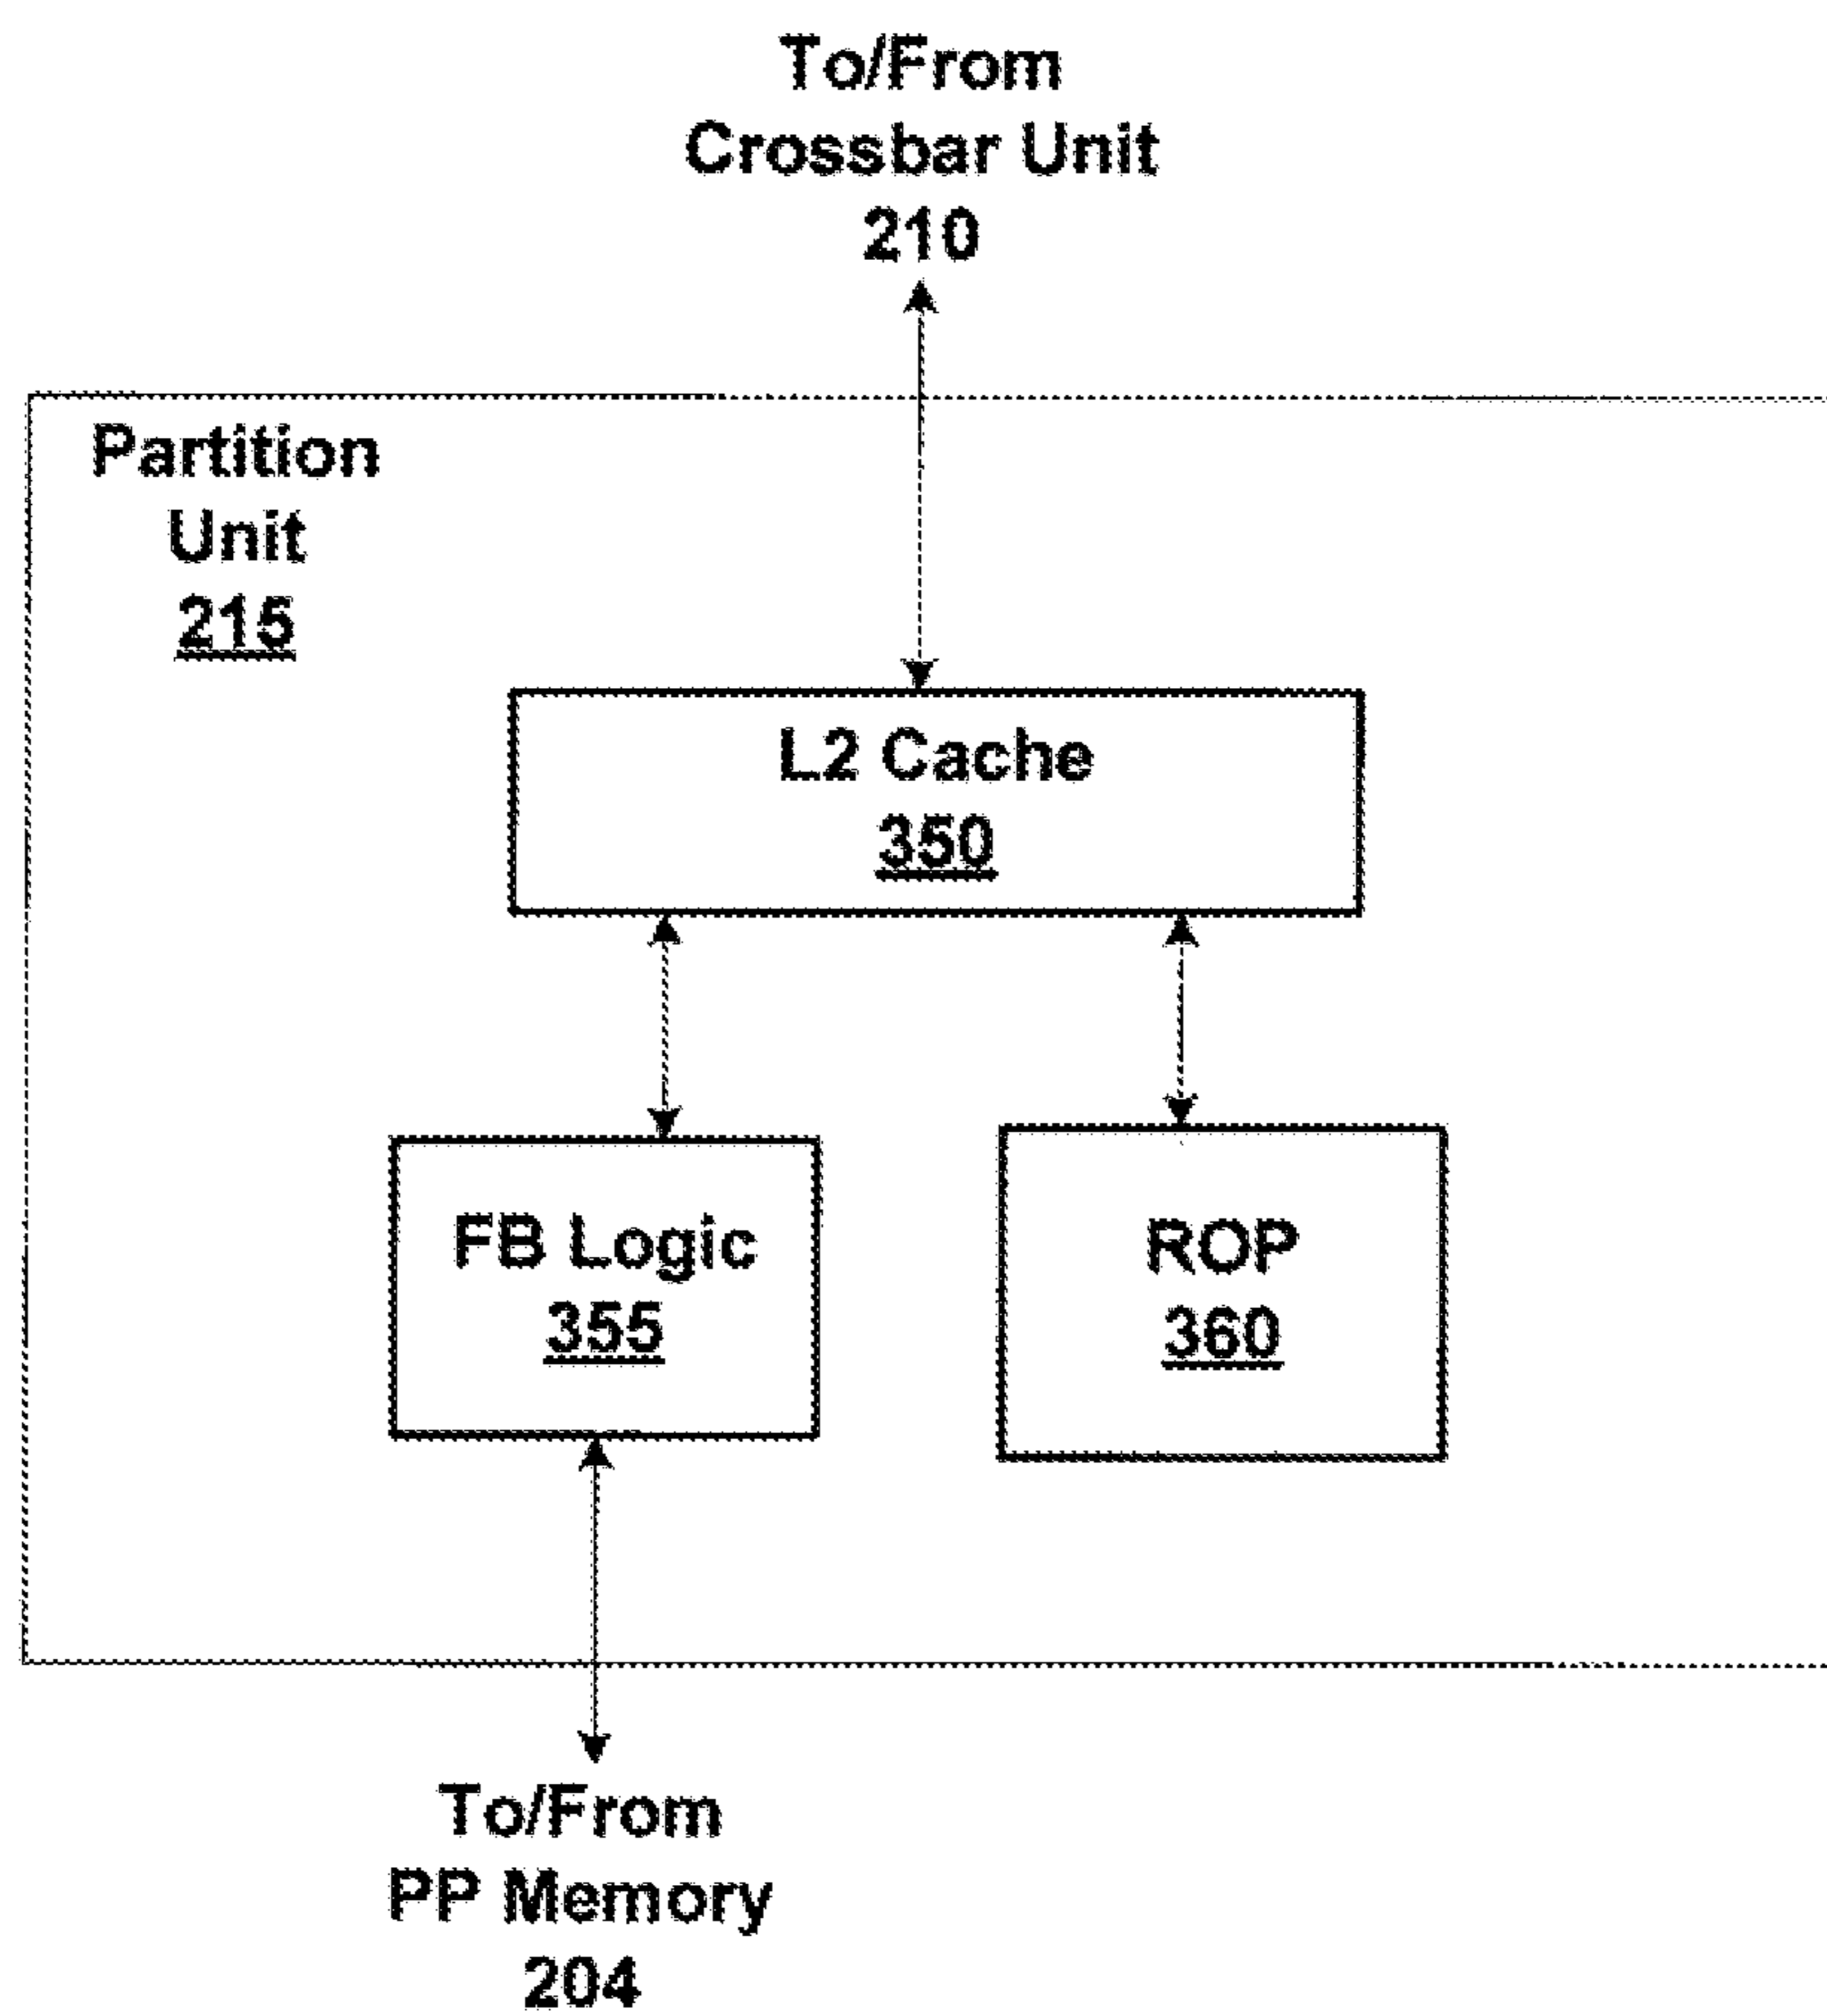 To/From
Crossbar Unit
210
Partition
Unit
215
L2 Cache
350
FB Logic
355
ROP
360
To/From
PP Memory
204